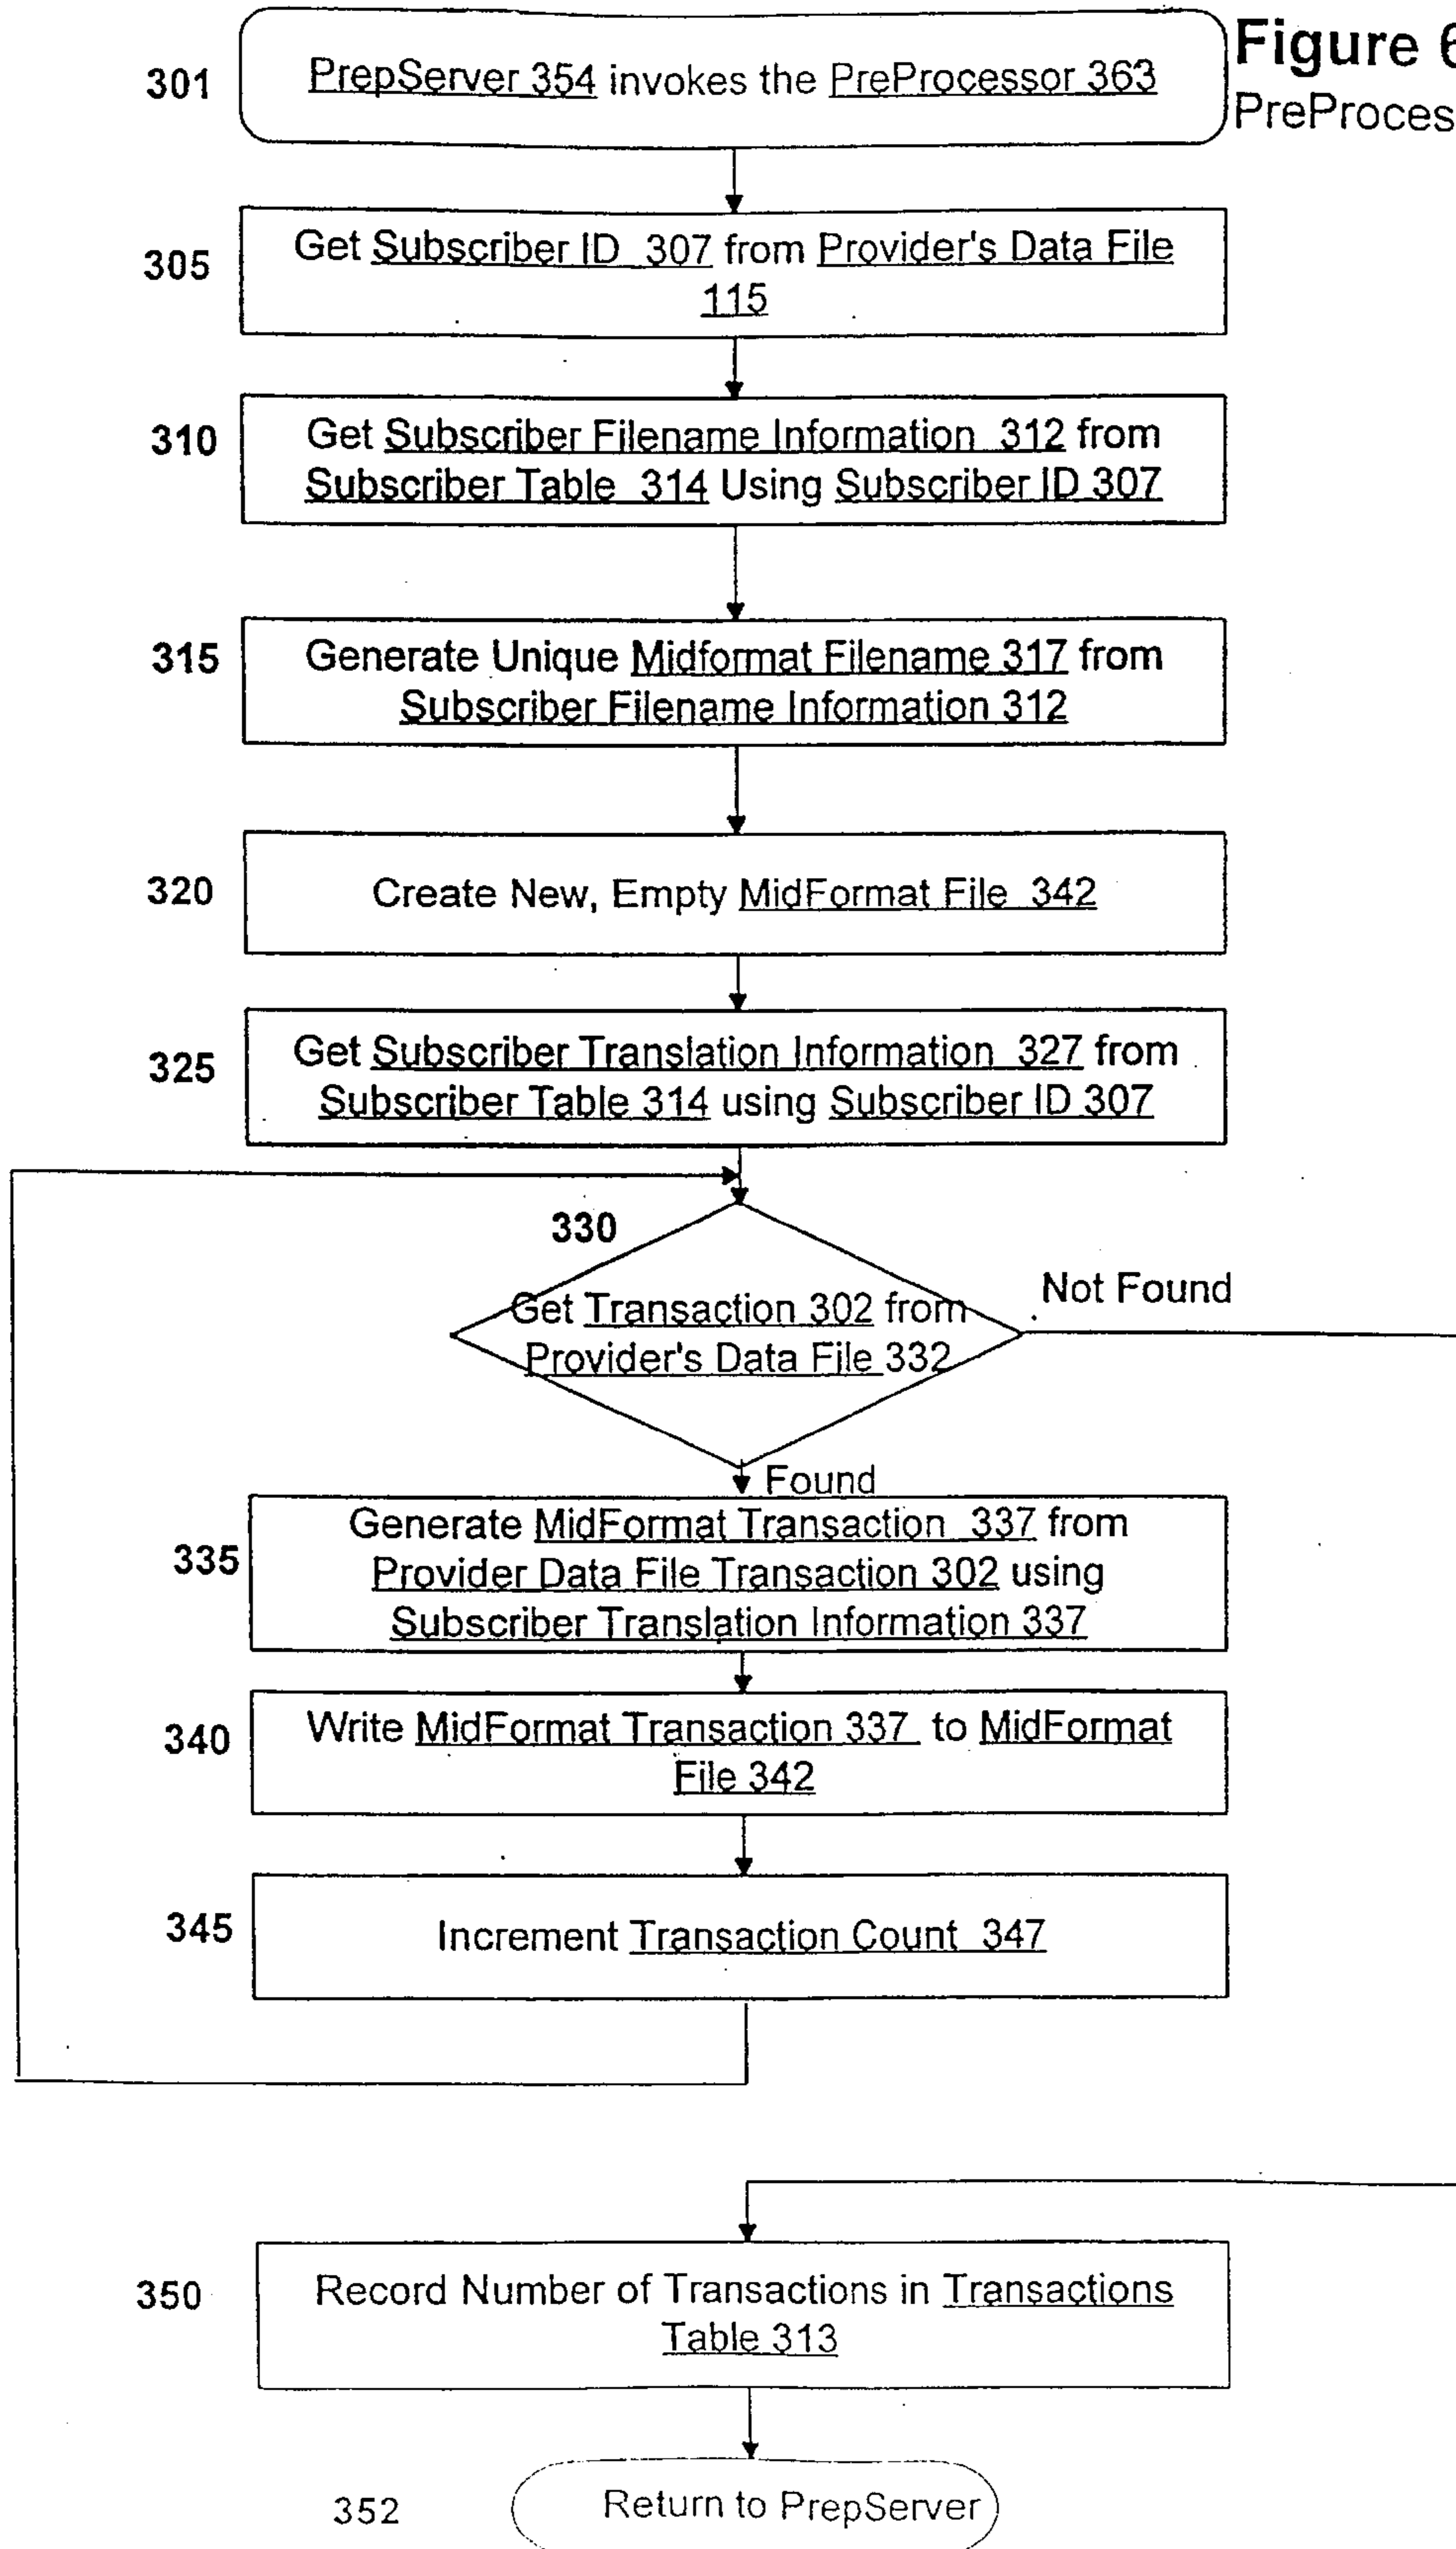 Figure 6
PreProces
301
PrepServer 354 invokes the PreProcessor 363
305
Get Subscriber ID 307 from Provider's Data File
115
310
Get Subscriber Filename Information 312 from
Subscriber Table 314 Using Subscriber ID 307
315
Generate Unique Midformat Filename 317 from
Subscriber Filename Information 312
320
Create New, Empty MidFormat File 342
325
Get Subscriber Translation Information 327 from
Subscriber Table 314 using Subscriber ID 307
330
Not Found
Get Transaction 302 from
Provider's Data File 332
Found
335
Generate MidFormat Transaction 337 from
Provider Data File Transaction 302 using
Subscriber Translation Information 337
340
Write MidFormat Transaction 337 to MidFormat
File 342
345
Increment Transaction Count 347
350
Record Number of Transactions in Transactions
Table 313
352
Return to PrepServer